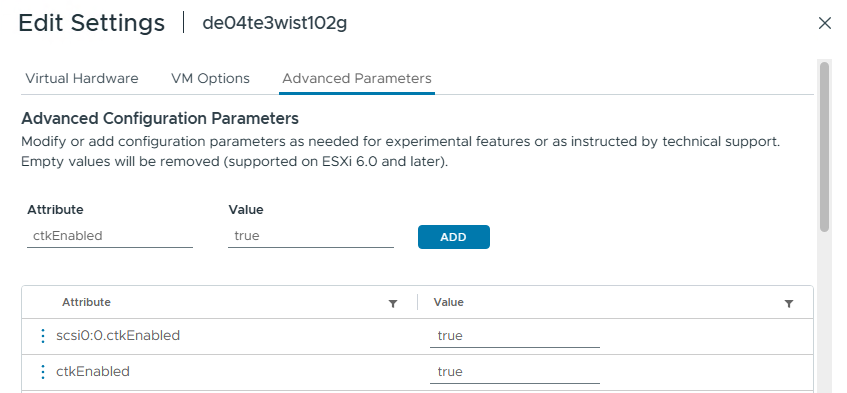 Edit Settings | de04te3wist102g
Virtual Hardware VM Options Advanced Parameters
Advanced Configuration Parameters
Modify or add configuration parameters as needed for experimental features or as instructed by technical support.
Empty values will be removed (supported on ESXi 6.0 and later).
Attribute Value
ctkEnabled true ADD
Attribute Value
scsi0:0.ctkEnabled true
ctkEnabled true